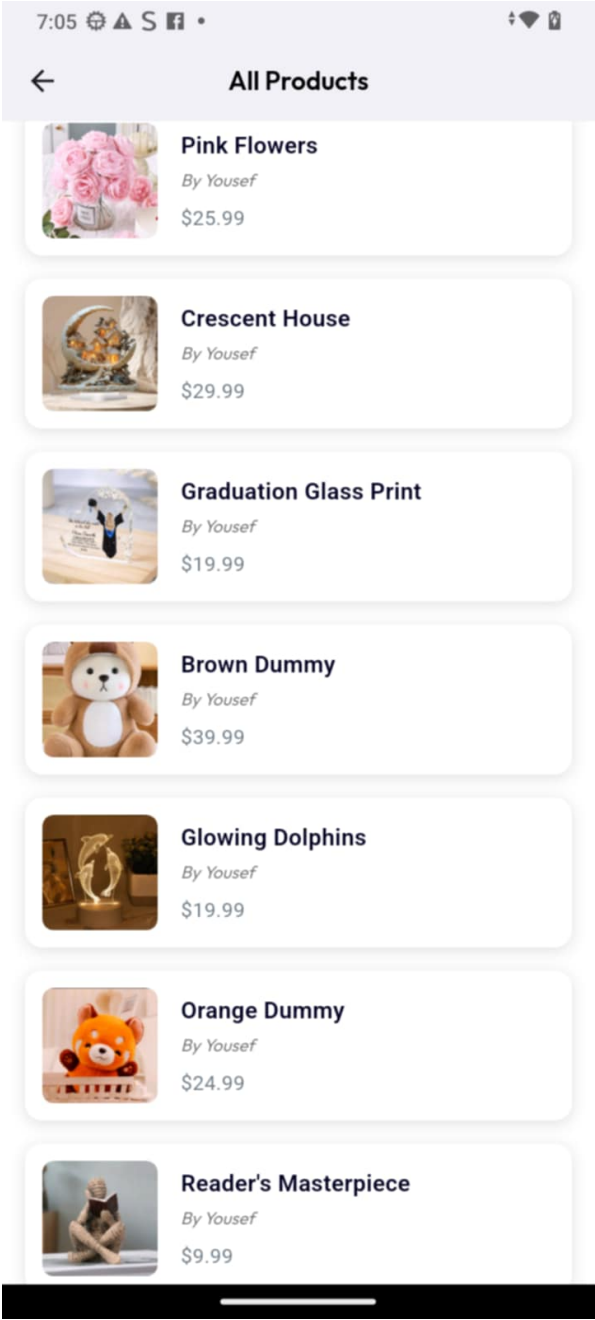 7:05
All Products
Pink Flowers
By Yousef
$25.99
Crescent House
By Yousef
$29.99
Graduation Glass Print
By Yousef
$19.99
Brown Dummy
By Yousef
$39.99
Glowing Dolphins
By Yousef
$19.99
Orange Dummy
By Yousef
$24.99
Reader's Masterpiece
By Yousef
$9.99